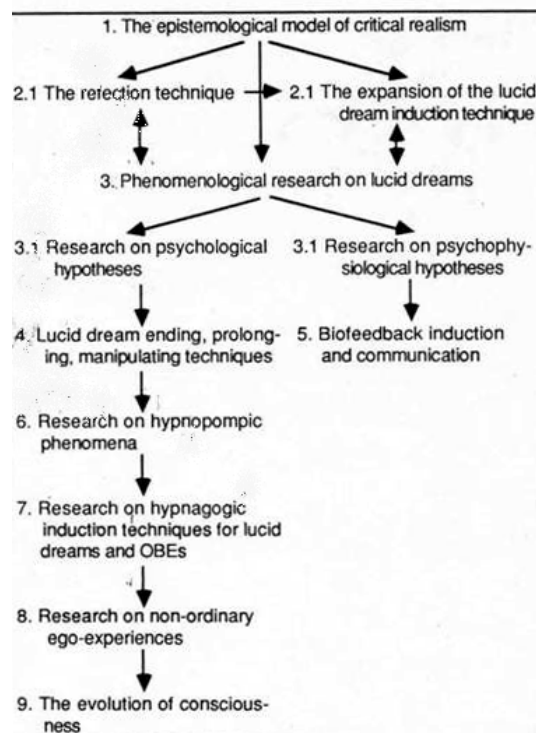 1. The epistemological model of critical realism
2.1 The refection technique
2.1 The expansion of the lucid
dream induction technique
3. Phenomenological research on lucid dreams
3.1 Research on psychological
hypotheses
3.1 Research on psychophy-
siological hypotheses
4. Lucid dream ending, prolong-
ing, manipulating techniques
5. Biofeedback induction
and communication
6. Research on hypnopompic
phenomena
7. Research on hypnagogic
induction techniques for lucid
dreams and OBEs
8. Research on non-ordinary
ego-experiences
9. The evolution of conscious-
ness